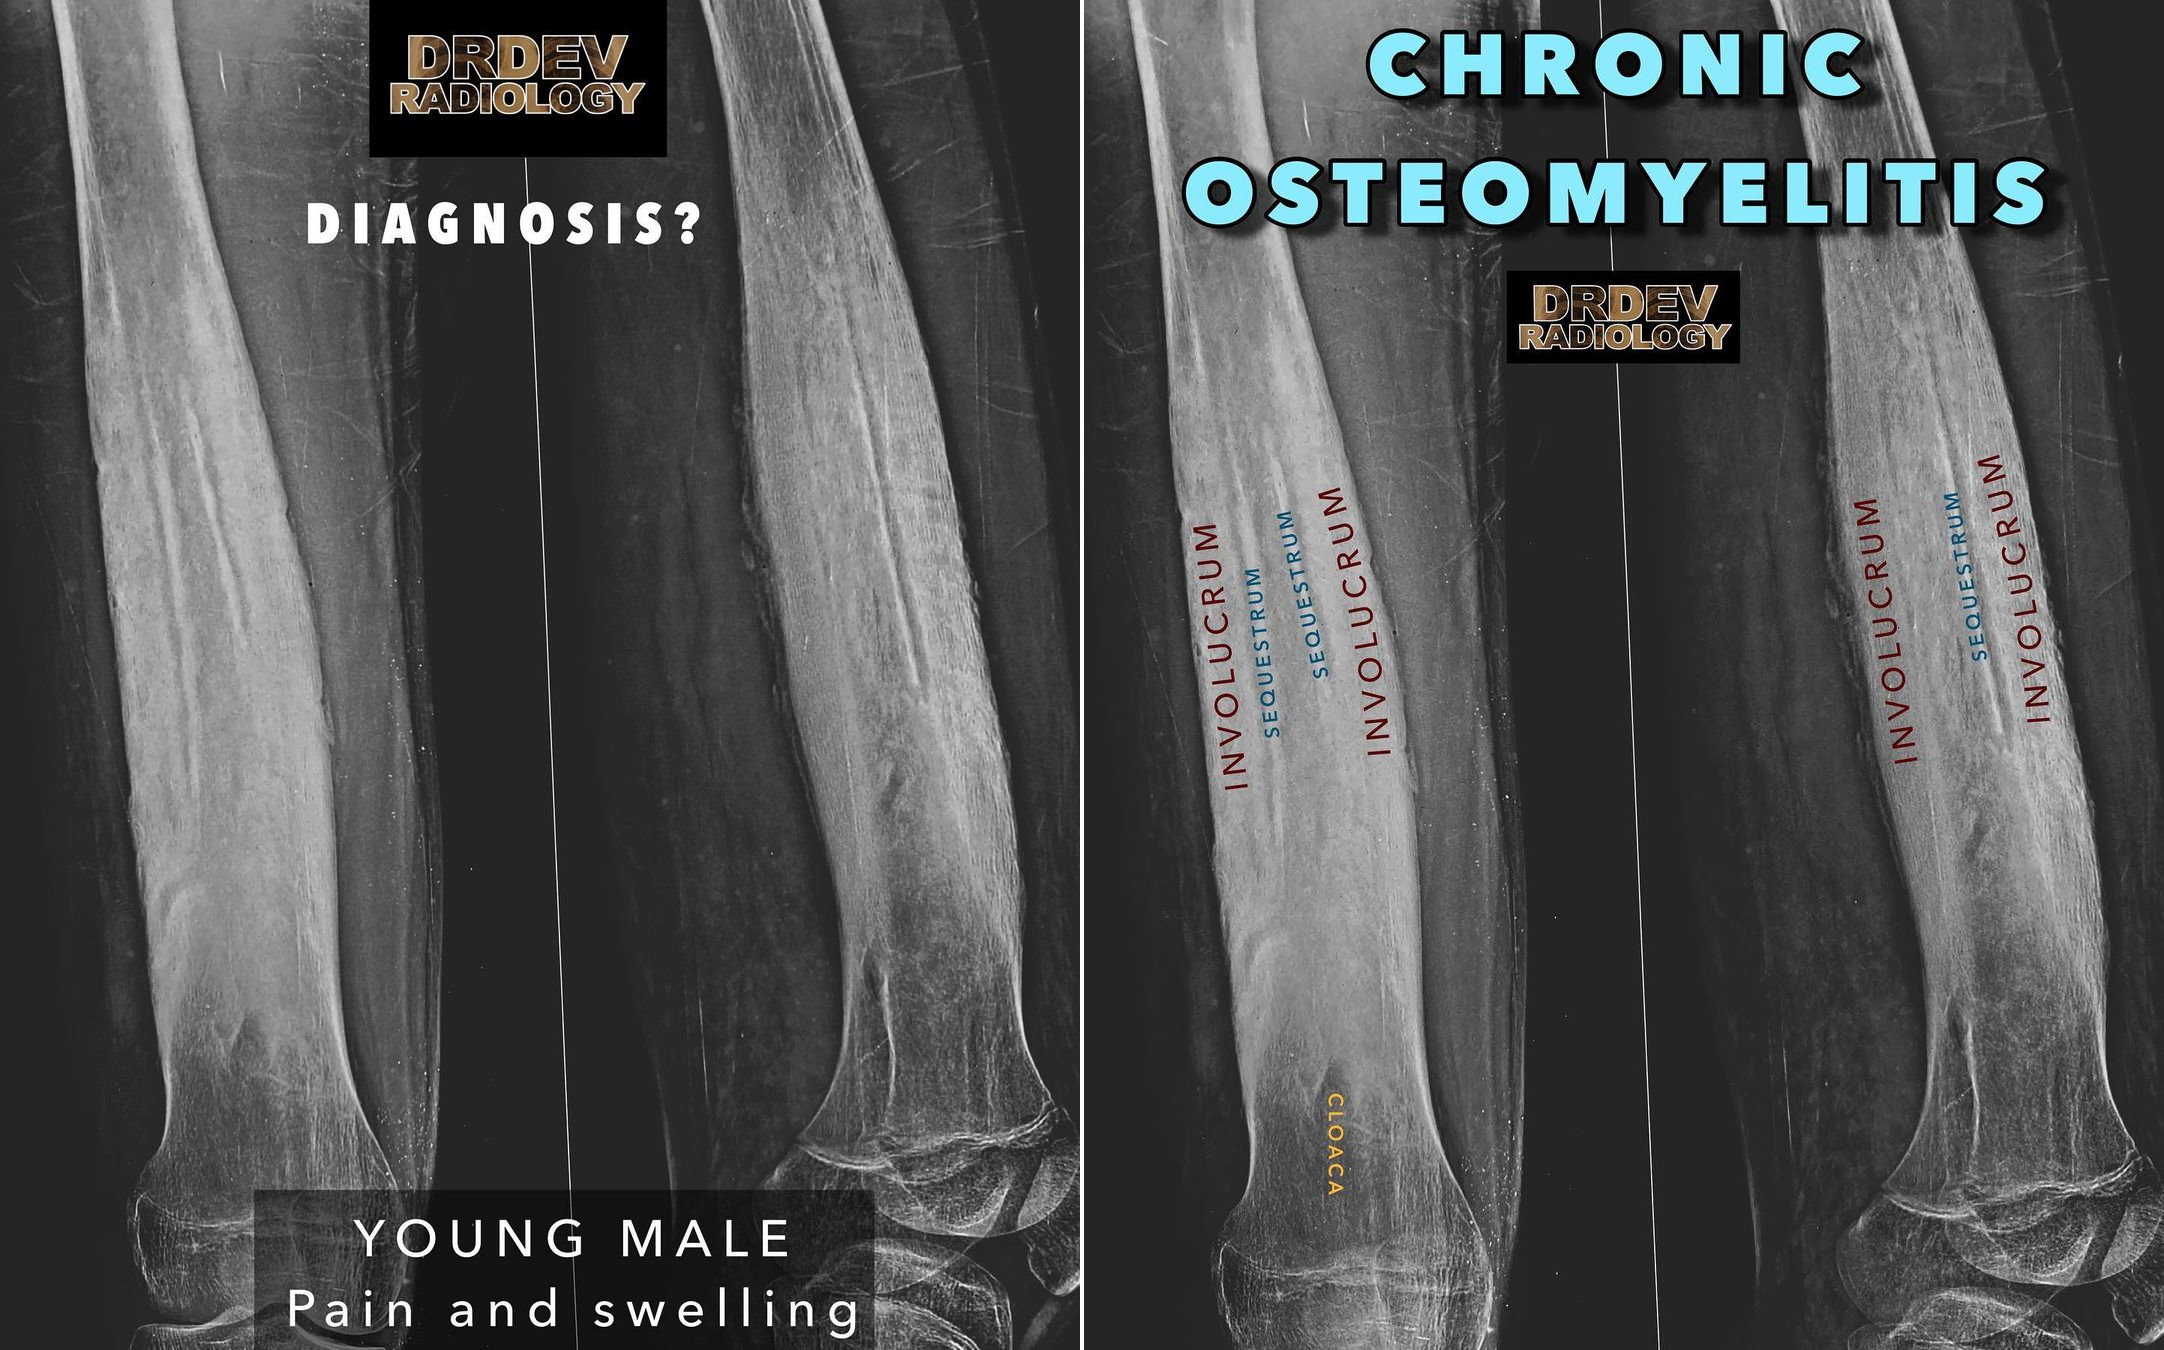 DRDEV
RADIOLOGY
DIAGNOSIS?
YOUNG MALE
Pain and swelling
CHRONIC
OSTEOMYELITIS
DRDEV
RADIOLOGY
INVOLUCRUM
SEQUESTRUM
SEQUESTRUM
INVOLUCRUM
INVOLUCRUM
SEQUESTRUM
INVOLUCRUM
CLOACA